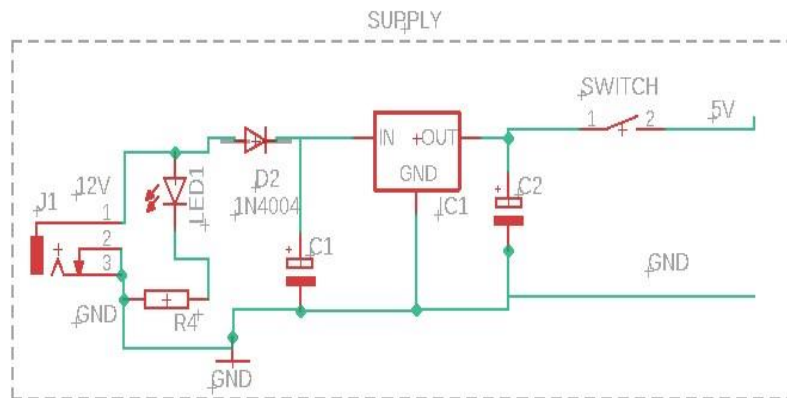 SUPPLY
SWITCH
1 2 5V
IN +OUT
GND
D2
1N4004
LED1
12V
J1
1
2
3
C1
IC1
C2
GND
GND
R4
GND